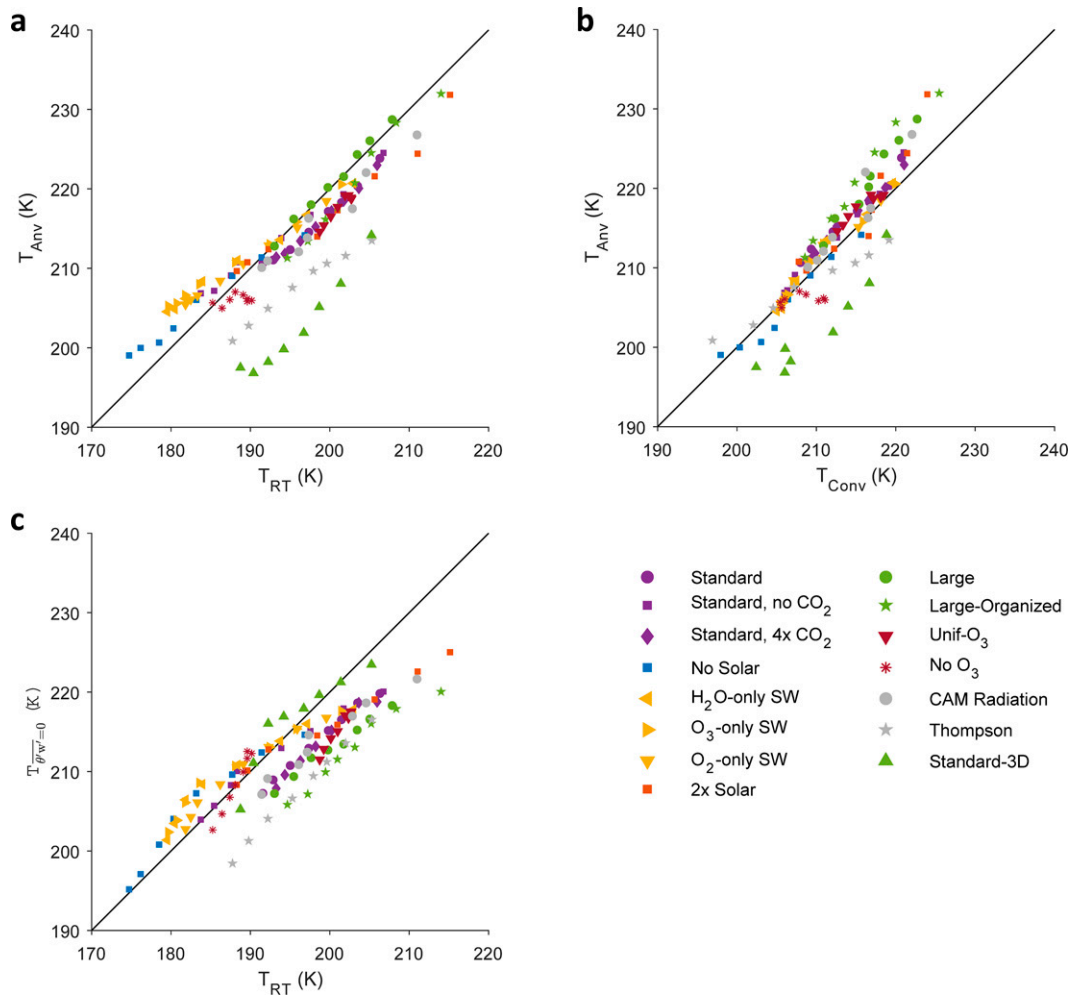 a
240
230
220
210
200
190
T_Anv (K)
170 180 190 200 210 220
T_RT (K)
b
240
230
220
210
200
190
T_Anv (K)
190 200 210 220 230 240
T_Conv (K)
c
240
230
220
210
200
190
T_θ′w′=0 (K)
170 180 190 200 210 220
T_RT (K)
Standard
Standard, no CO₂
Standard, 4x CO₂
No Solar
H₂O-only SW
O₃-only SW
O₂-only SW
2x Solar
Large
Large-Organized
Unif-O₃
No O₃
CAM Radiation
Thompson
Standard-3D